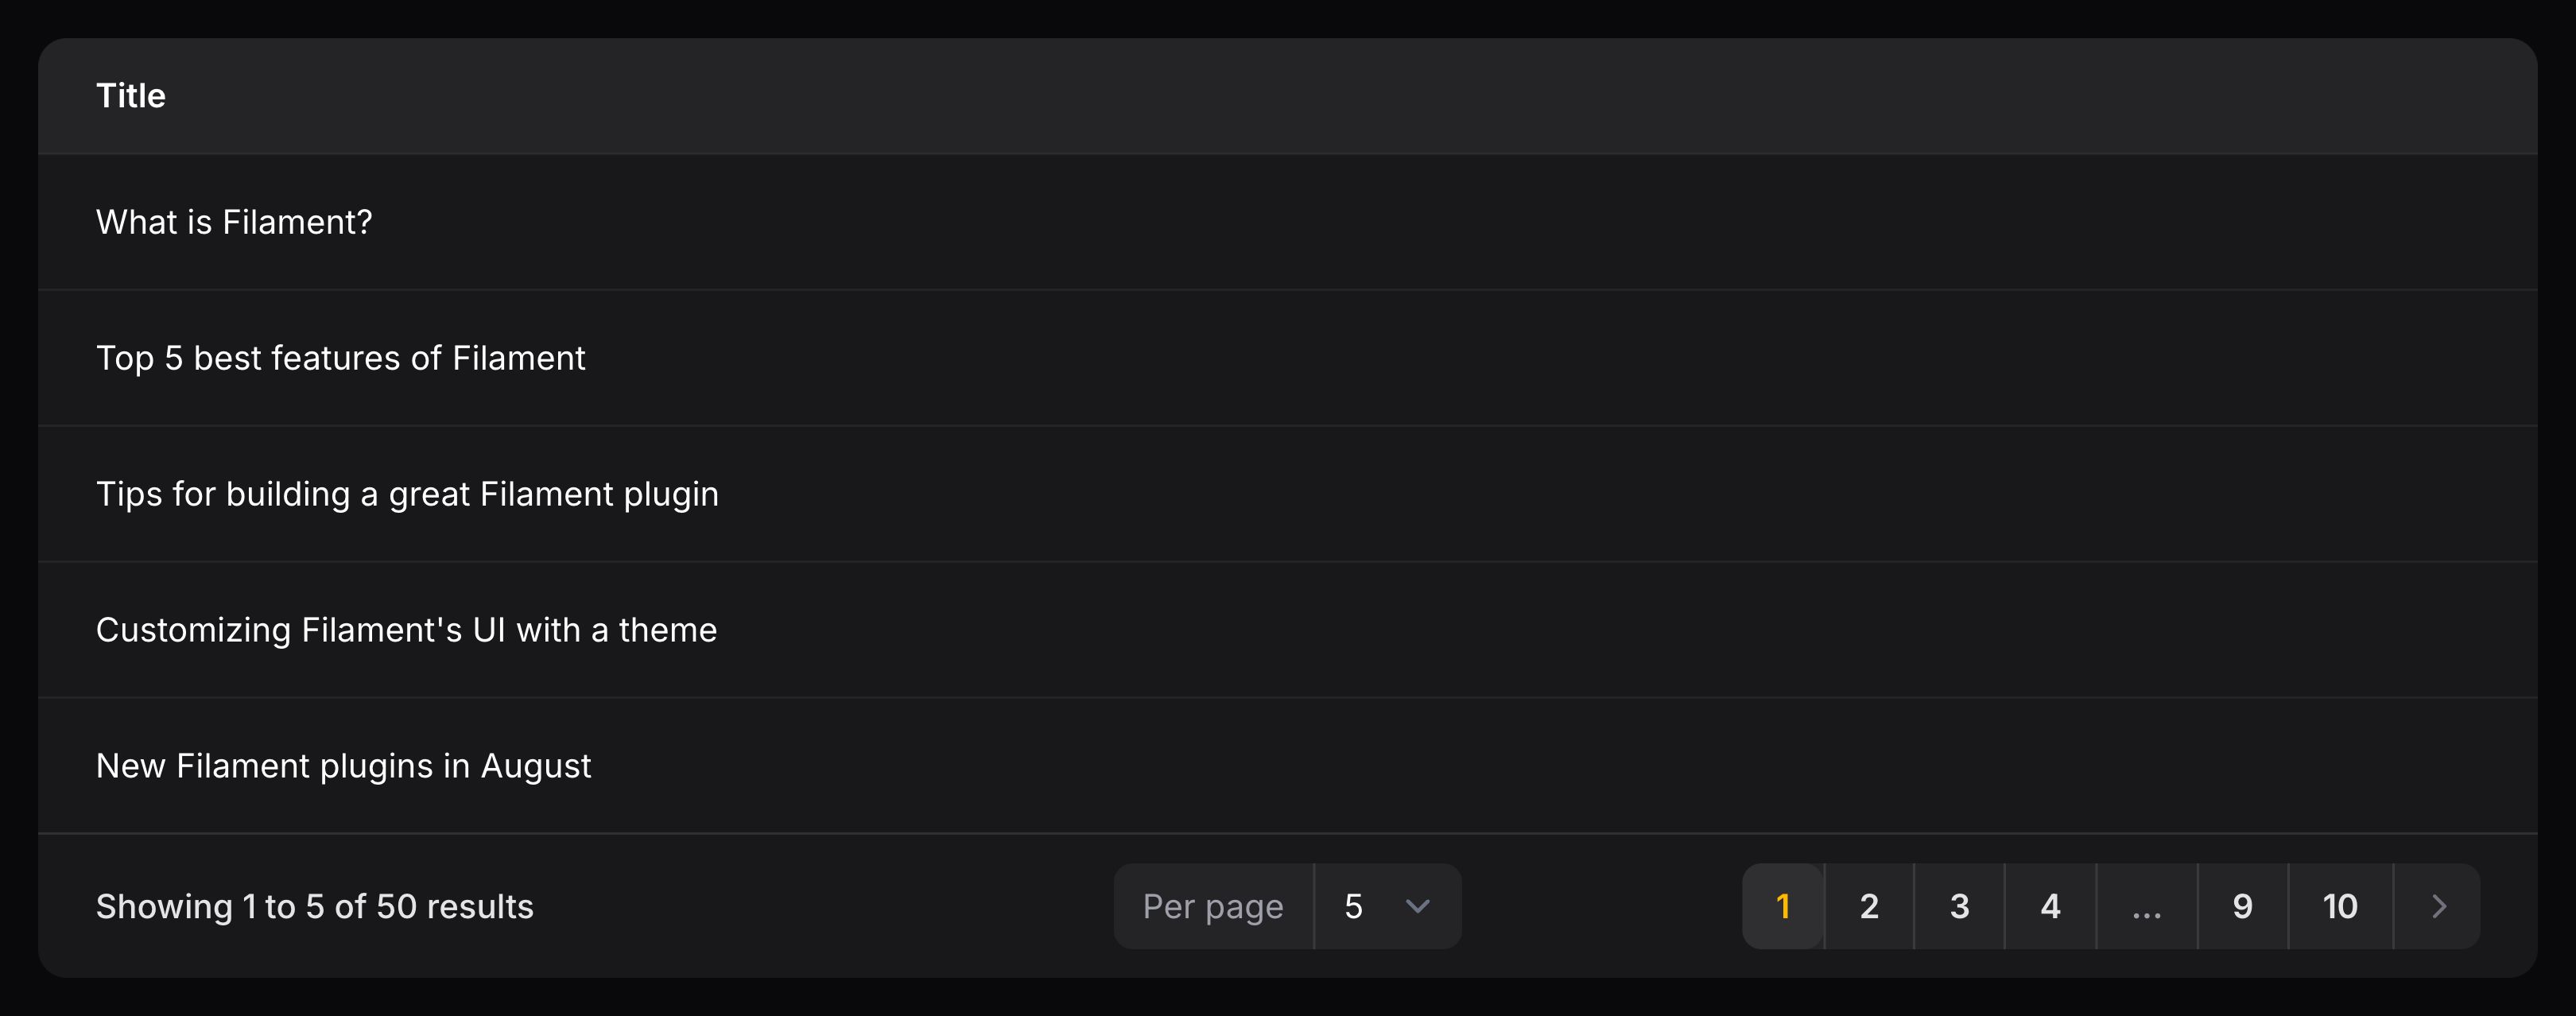 Title
What is Filament?
Top 5 best features of Filament
Tips for building a great Filament plugin
Customizing Filament's UI with a theme
New Filament plugins in August
Showing 1 to 5 of 50 results Per page 5 1 2 3 4 ... 9 10